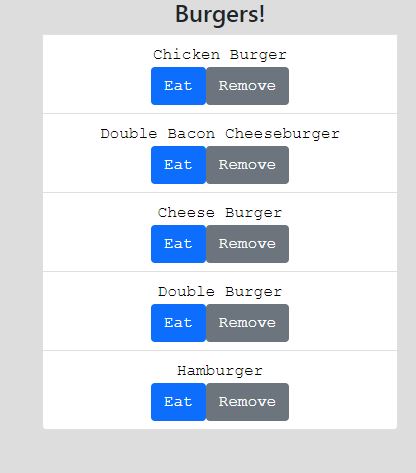 Burgers!
Chicken Burger
Eat Remove
Double Bacon Cheeseburger
Eat Remove
Cheese Burger
Eat Remove
Double Burger
Eat Remove
Hamburger
Eat Remove